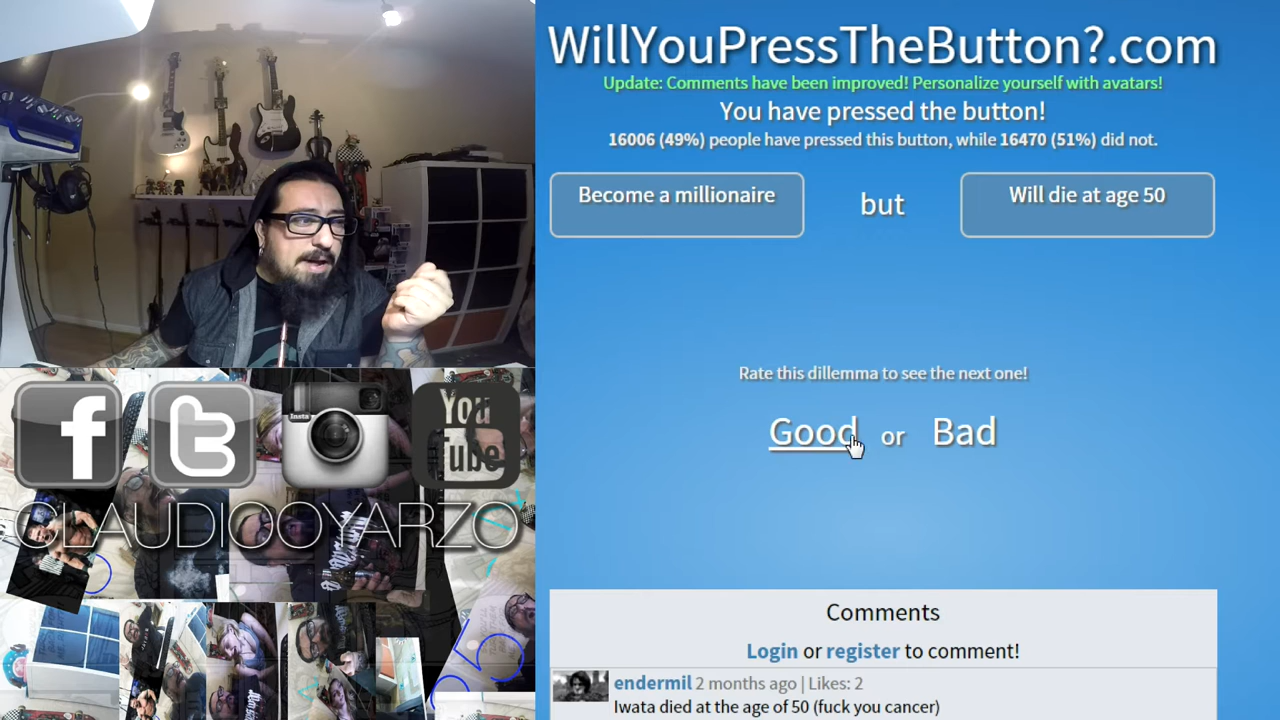 WillYouPressTheButton?.com
Update: Comments have been improved! Personalize yourself with avatars!
You have pressed the button!
16006 (49%) people have pressed this button, while 16470 (51%) did not.
Become a millionaire
but
Will die at age 50
Rate this dillemma to see the next one!
Good or Bad
Insta
You
Tube
CLAUDIOOYARZO
Comments
Login or register to comment!
endermil 2 months ago | Likes: 2
Iwata died at the age of 50 (fuck you cancer)